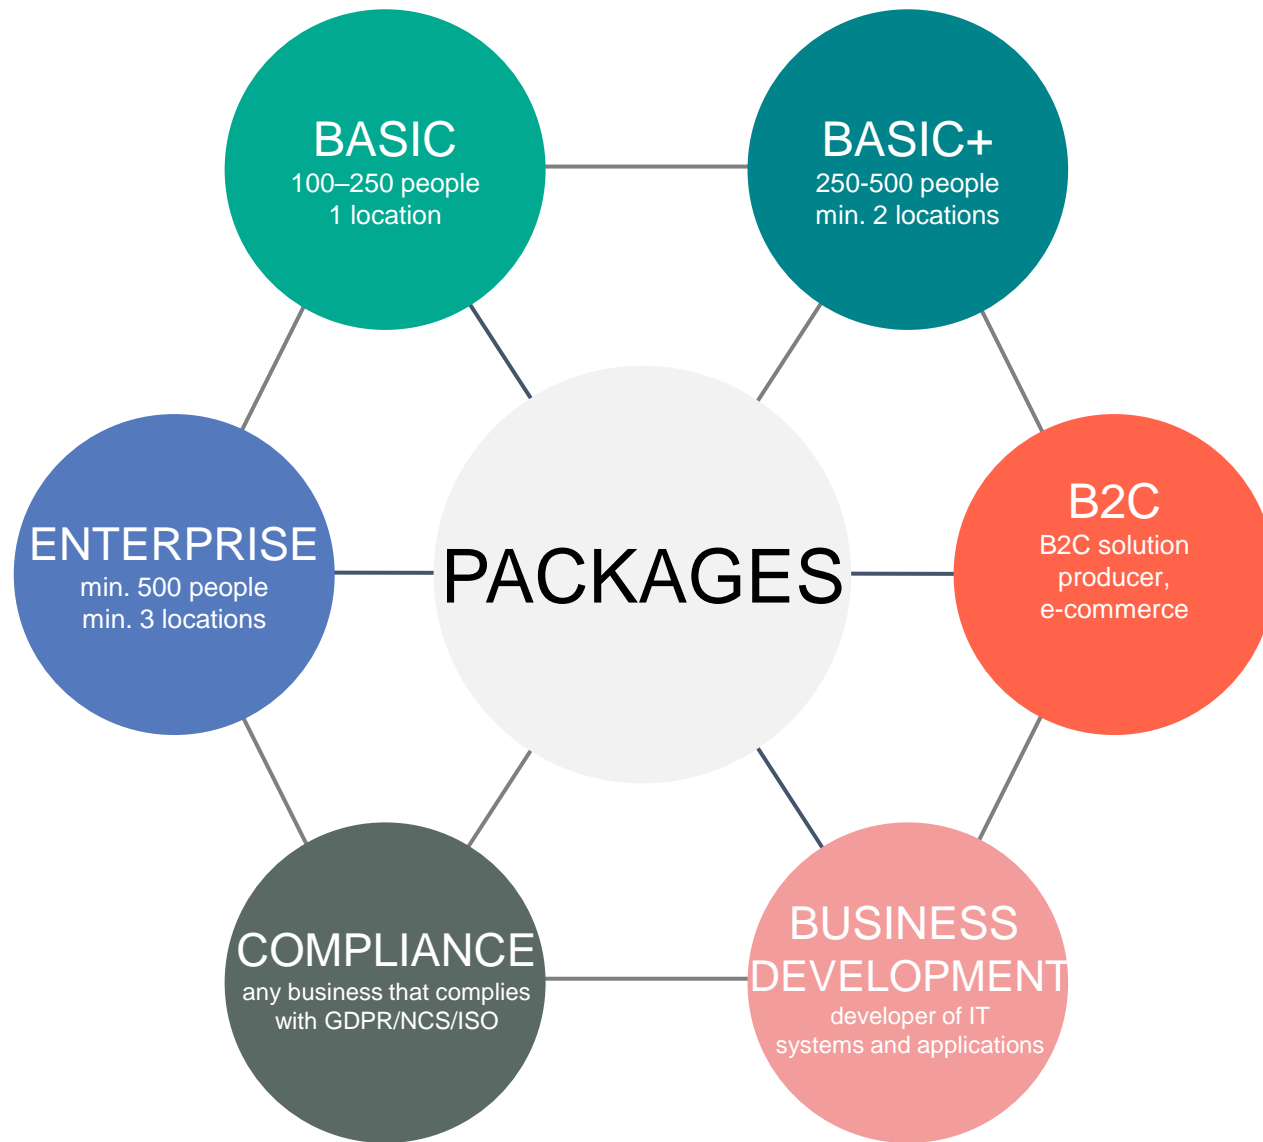 BASIC
100–250 people
1 location
BASIC+
250-500 people
min. 2 locations
ENTERPRISE
min. 500 people
min. 3 locations
PACKAGES
B2C
B2C solution
producer,
e-commerce
COMPLIANCE
any business that complies
with GDPR/NCS/ISO
BUSINESS
DEVELOPMENT
developer of IT
systems and applications